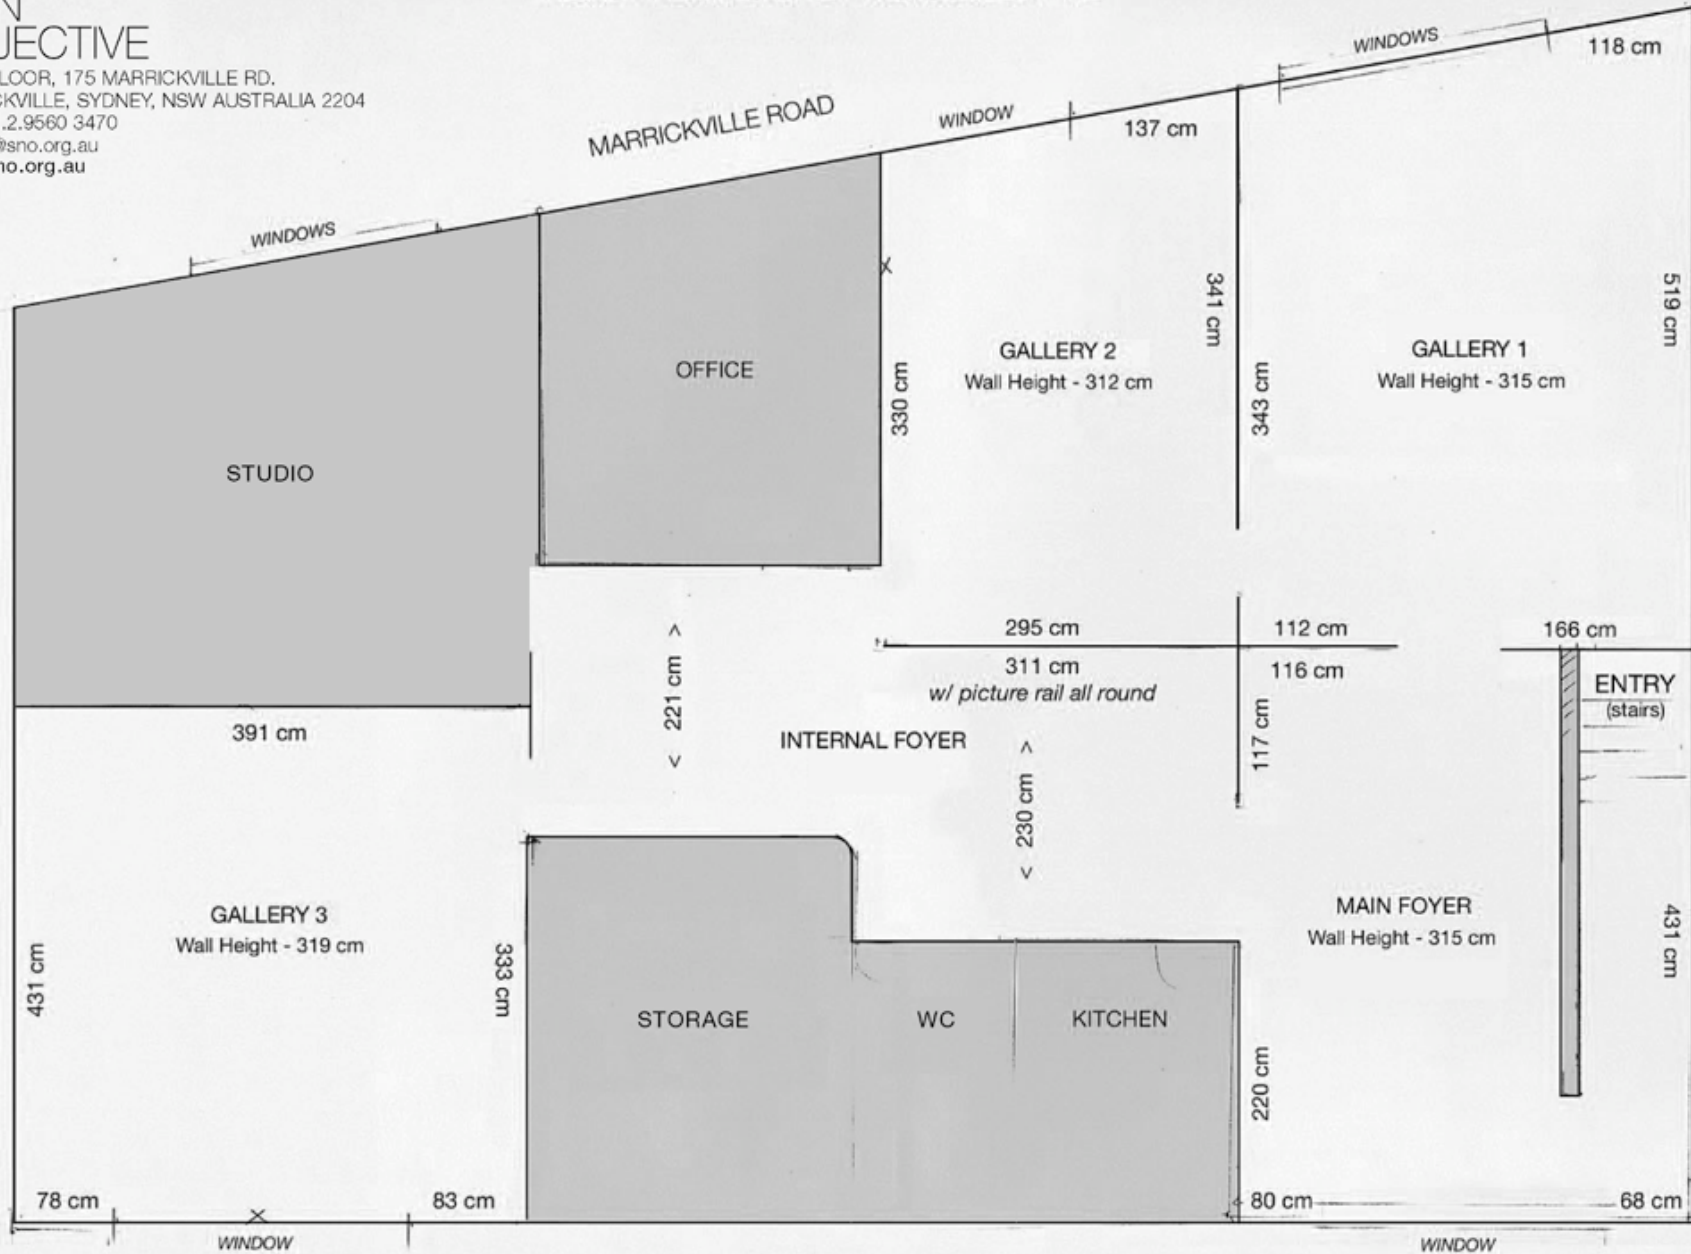 JECTIVE
LOOR, 175 MARRICKVILLE RD.
CKVILLE, SYDNEY, NSW AUSTRALIA 2204
.2.9560 3470
@sno.org.au
no.org.au
WINDOWS
118 cm
MARRICKVILLE ROAD
WINDOW
137 cm
WINDOWS
341 cm
519 cm
GALLERY 2
Wall Height - 312 cm
GALLERY 1
Wall Height - 315 cm
OFFICE
330 cm
343 cm
STUDIO
295 cm
112 cm
166 cm
311 cm
116 cm
w/ picture rail all round
ENTRY
(stairs)
< 221 cm >
391 cm
INTERNAL FOYER
117 cm
< 230 cm >
GALLERY 3
Wall Height - 319 cm
MAIN FOYER
Wall Height - 315 cm
431 cm
333 cm
431 cm
STORAGE
WC
KITCHEN
220 cm
78 cm
83 cm
80 cm
68 cm
WINDOW
WINDOW